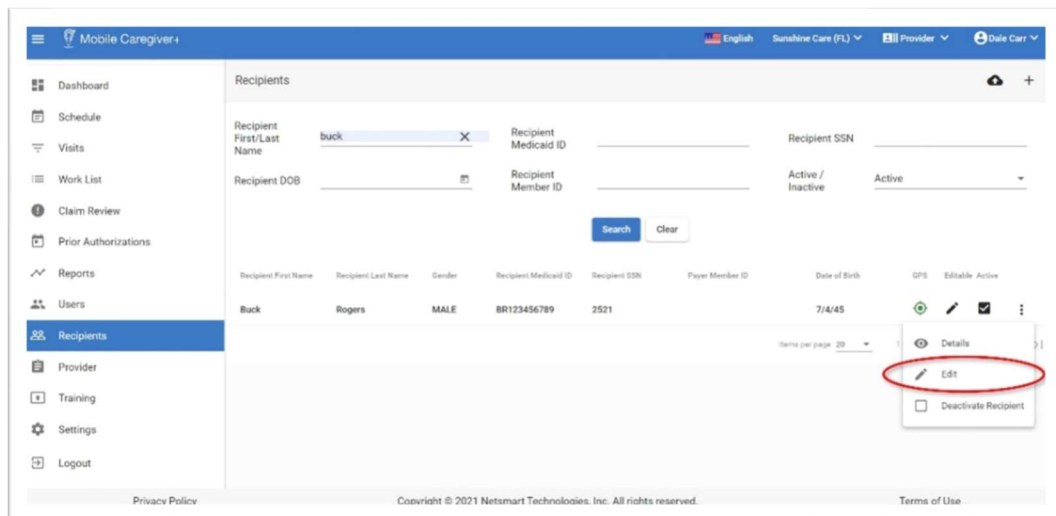 Mobile Caregiver+
English Sunshine Care (FL) Provider Dale Carr
Dashboard
Schedule
Visits
Work List
Claim Review
Prior Authorizations
Reports
Users
Recipients
Provider
Training
Settings
Logout
Recipients
Recipient First/Last Name buck
Recipient Medicaid ID
Recipient SSN
Recipient DOB
Recipient Member ID
Active / Inactive Active
Search Clear
Recipient First Name Recipient Last Name Gender Recipient Medicaid ID Recipient SSN Payer Member ID Date of Birth GPS Editable Active
Buck Rogers MALE BR123456789 2521 7/4/45
Items per page 20
Details
Edit
Deactivate Recipient
Privacy Policy Copyright © 2021 Netsmart Technologies, Inc. All rights reserved. Terms of Use